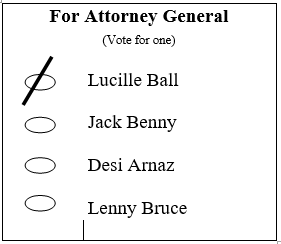 For Attorney General
(Vote for one)
Lucille Ball
Jack Benny
Desi Arnaz
Lenny Bruce